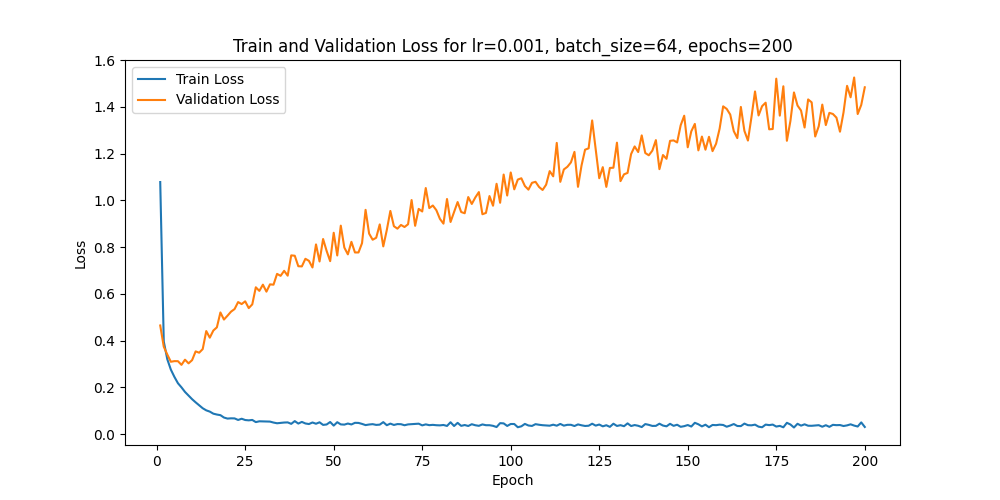 Train and Validation Loss for lr=0.001, batch_size=64, epochs=200
Train Loss
Validation Loss
1.6
1.4
1.2
1.0
0.8
0.6
0.4
0.2
0.0
Loss
0 25 50 75 100 125 150 175 200
Epoch